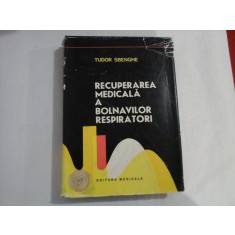 TUDOR SBENGHE
RECUPERAREA
MEDICALĂ
A
BOLNAVILOR
RESPIRATORI
EDITURA MEDICALĂ